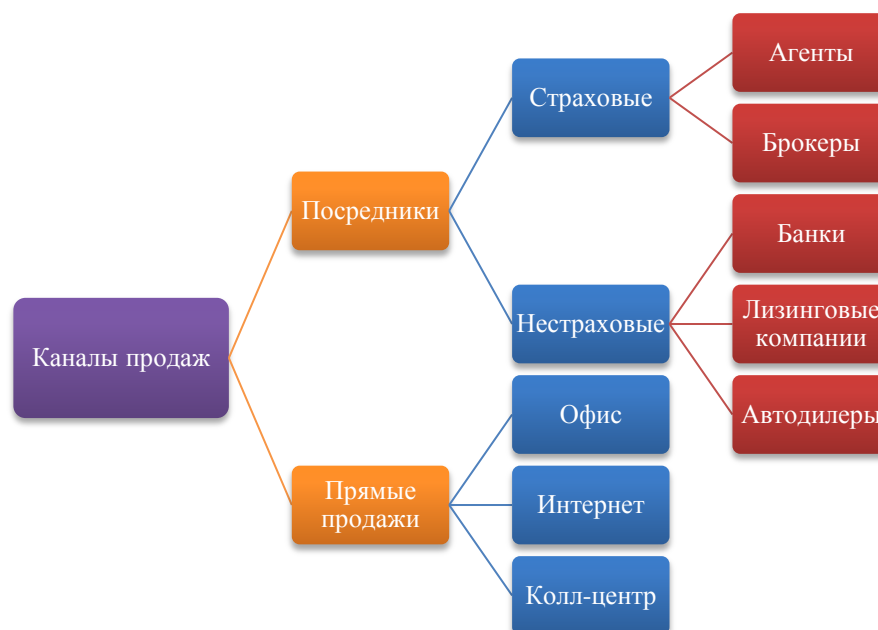 Каналы продаж
Посредники
Страховые
Агенты
Брокеры
Нестраховые
Банки
Лизинговые
компании
Автодилеры
Прямые
продажи
Офис
Интернет
Колл-центр